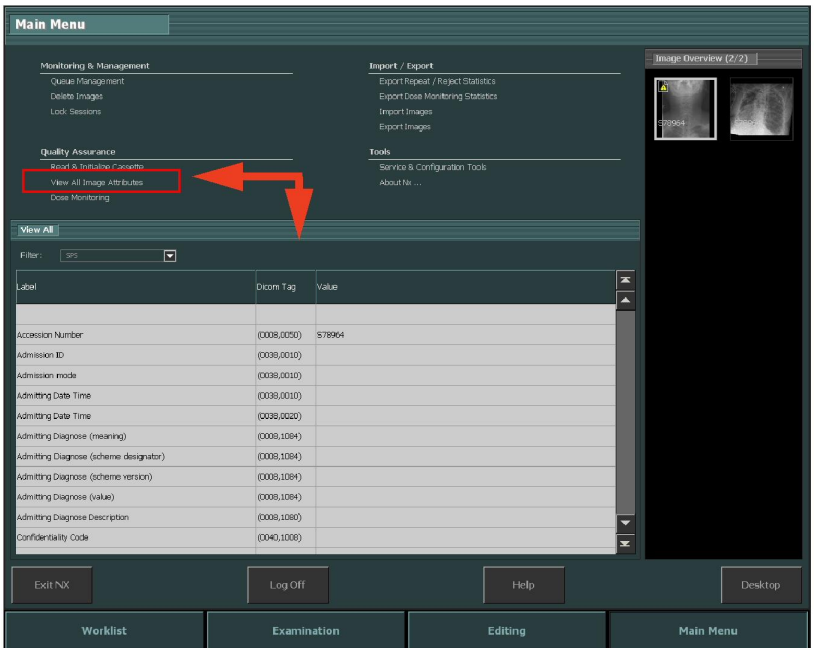 Main Menu
Monitoring & Management
Queue Management
Delete Images
Lock Sessions
Import / Export
Export Repeat / Reject Statistics
Export Dose Monitoring Statistics
Import Images
Export Images
Quality Assurance
Read & Initialize Cassette
View All Image Attributes
Dose Monitoring
Tools
Service & Configuration Tools
About Nx ...
Image Overview (2/2)
S78964
View All
Filter: SPS
Label Dicom Tag Value
Accession Number (0008,0050) S78964
Admission ID (0038,0010)
Admission mode (0038,0010)
Admitting Date Time (0038,0010)
Admitting Date Time (0038,0020)
Admitting Diagnose (meaning) (0008,1084)
Admitting Diagnose (scheme designator) (0008,1084)
Admitting Diagnose (scheme version) (0008,1084)
Admitting Diagnose (value) (0008,1084)
Admitting Diagnose Description (0008,1080)
Confidentiality Code (0040,1008)
Exit NX
Log Off
Help
Desktop
Worklist
Examination
Editing
Main Menu